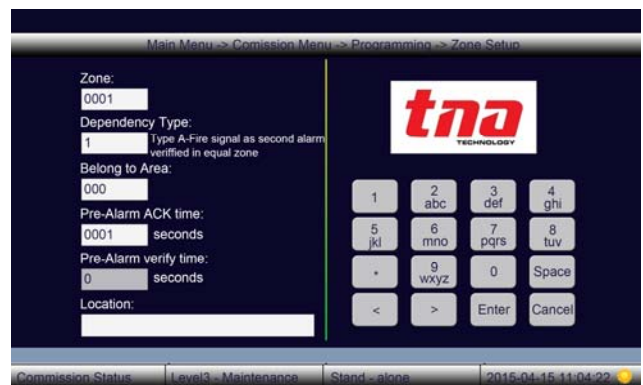 Main Menu -> Comission Menu -> Programming -> Zone Setup
Zone:
0001
Dependency Type:
1
Type A-Fire signal as second alarm
veriffied in equal zone
Belong to Area:
000
Pre-Alarm ACK time:
0001 seconds
Pre-Alarm verify time:
0 seconds
Location:
tna
TECHNOLOGY
1
2
abc
3
def
4
ghi
5
jkl
6
mno
7
pqrs
8
tuv
*
9
wxyz
0
Space
<
>
Enter
Cancel
Commission Status
Level3 - Maintenance
Stand - alone
2015-04-15 11:04:22